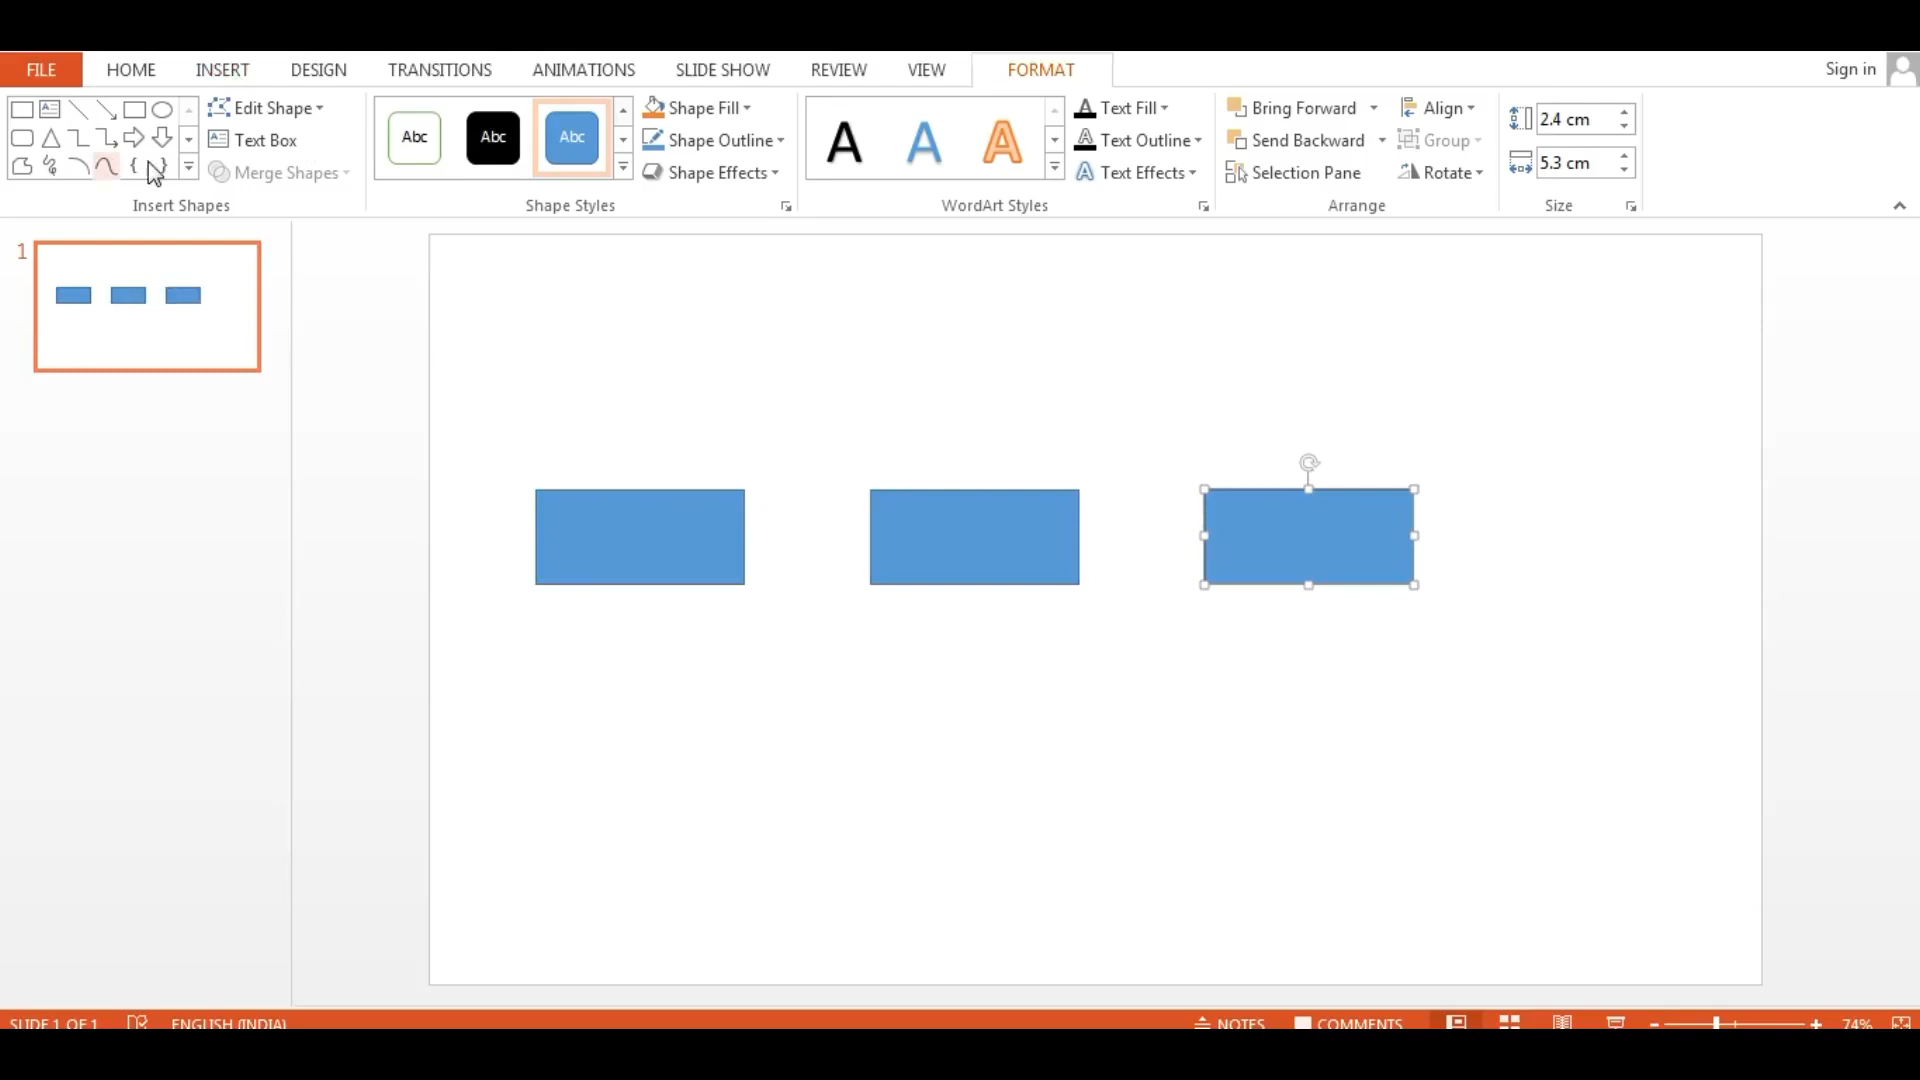 FILE HOME INSERT DESIGN TRANSITIONS ANIMATIONS SLIDE SHOW REVIEW VIEW FORMAT Sign in
Edit Shape
Text Box
Merge Shapes
Insert Shapes
Abc Abc Abc
Shape Fill
Shape Outline
Shape Effects
Shape Styles
A A A
Text Fill
Text Outline
Text Effects
WordArt Styles
Bring Forward
Send Backward
Selection Pane
Align
Group
Rotate
Arrange
2.4 cm
5.3 cm
Size
1
SLIDE 1 OF 1 ENGLISH (INDIA) NOTES COMMENTS 74%